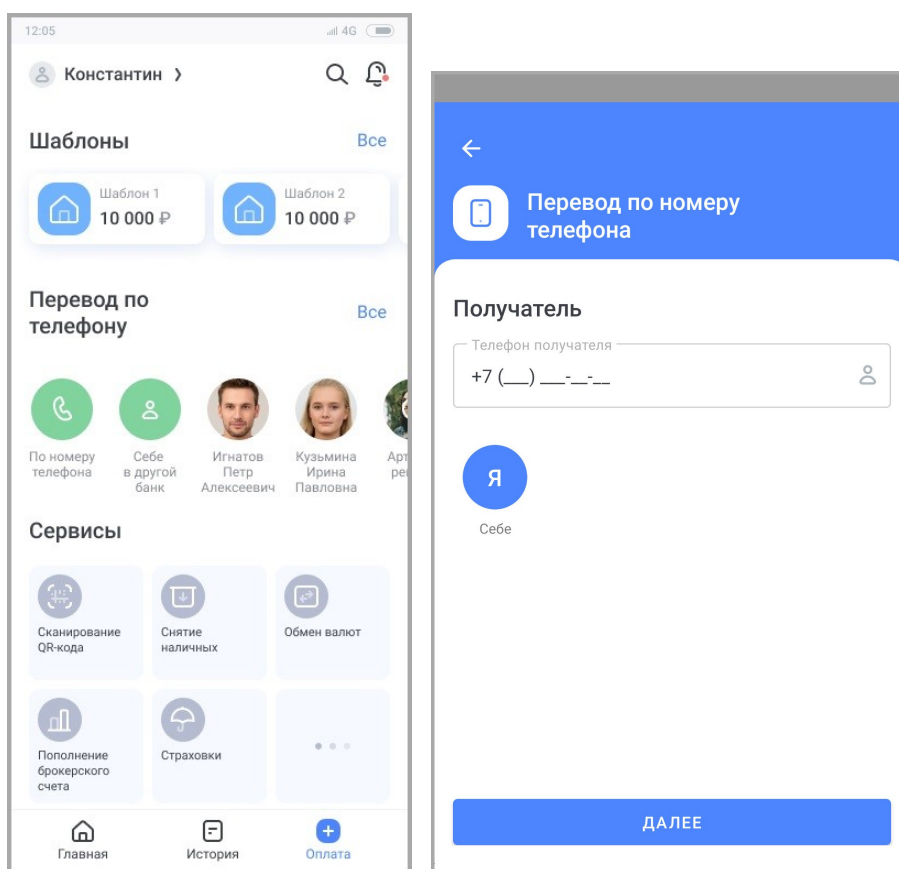 12:05
4G
Константин
Шаблоны
Все
Шаблон 1
10 000 ₽
Шаблон 2
10 000 ₽
Перевод по
телефону
Все
По номеру
телефона
Себе
в другой
банк
Игнатов
Петр
Алексеевич
Кузьмина
Ирина
Павловна
Сервисы
Сканирование
QR-кода
Снятие
наличных
Обмен валют
Пополнение
брокерского
счета
Страховки
Главная
История
Оплата
Перевод по номеру
телефона
Получатель
Телефон получателя
+7 (__) ___-__-__
Я
Себе
ДАЛЕЕ